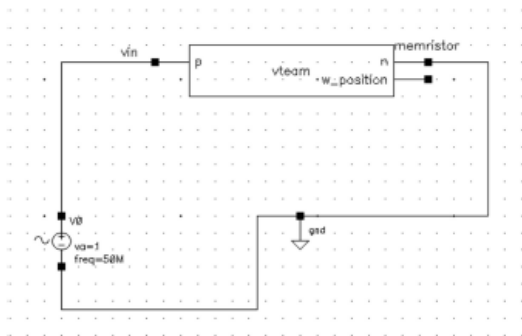 vin
memristor
p
vteam
n
w_position
V0
va=1
freq=50M
gnd